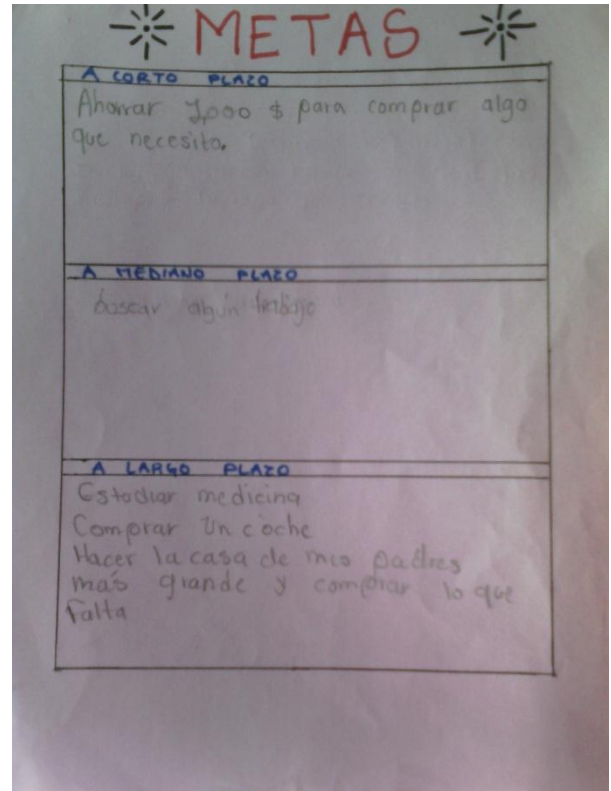 METAS
A CORTO PLAZO
Ahorrar 1,000 $ para comprar algo
que necesito.
A MEDIANO PLAZO
buscar algún trabajo
A LARGO PLAZO
Estudiar medicina
Comprar un coche
Hacer la casa de mis padres
más grande y comprar lo que
falta